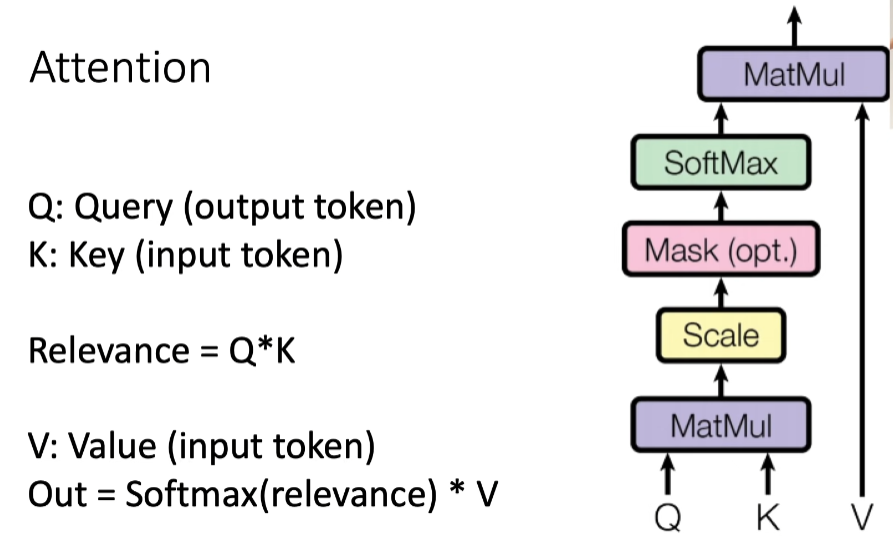 Attention
Q: Query (output token)
K: Key (input token)
Relevance = Q*K
V: Value (input token)
Out = Softmax(relevance) * V
MatMul
SoftMax
Mask (opt.)
Scale
MatMul
Q K V